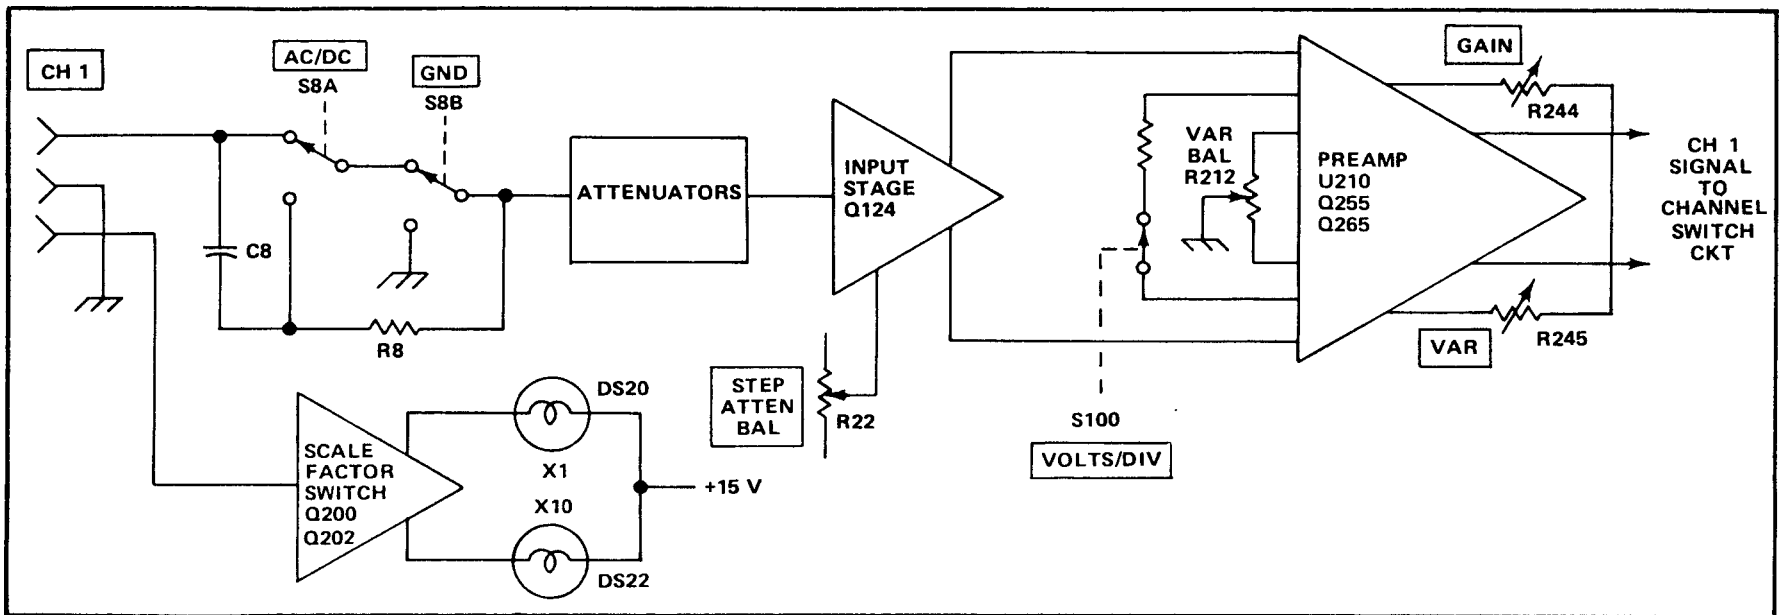 CH 1
AC/DC
S8A
GND
S8B
C8
R8
ATTENUATORS
INPUT
STAGE
Q124
STEP
ATTEN
BAL
R22
VAR
BAL
R212
S100
VOLTS/DIV
PREAMP
U210
Q255
Q265
GAIN
R244
VAR
R245
CH 1
SIGNAL
TO
CHANNEL
SWITCH
CKT
SCALE
FACTOR
SWITCH
Q200
Q202
DS20
X1
X10
DS22
+15 V